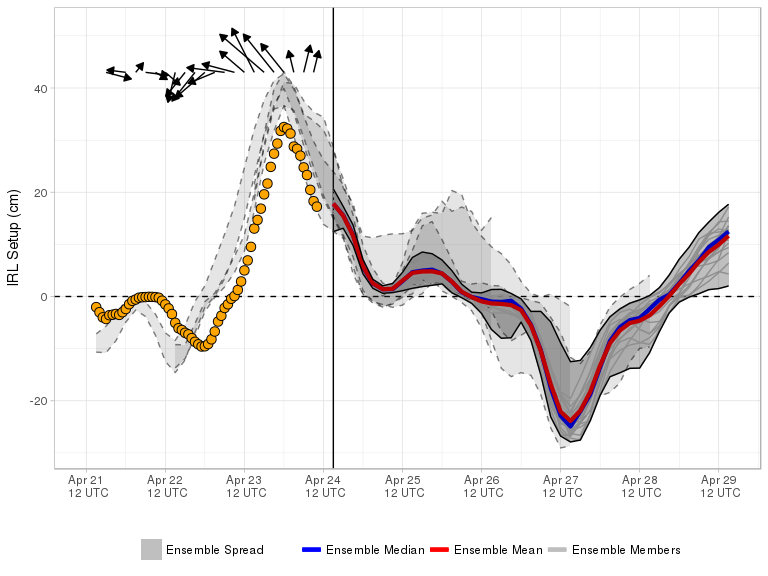 IRL Setup (cm)
40
20
0
-20
Apr 21 Apr 22 Apr 23 Apr 24 Apr 25 Apr 26 Apr 27 Apr 28 Apr 29
12 UTC 12 UTC 12 UTC 12 UTC 12 UTC 12 UTC 12 UTC 12 UTC 12 UTC
Ensemble Spread Ensemble Median Ensemble Mean Ensemble Members